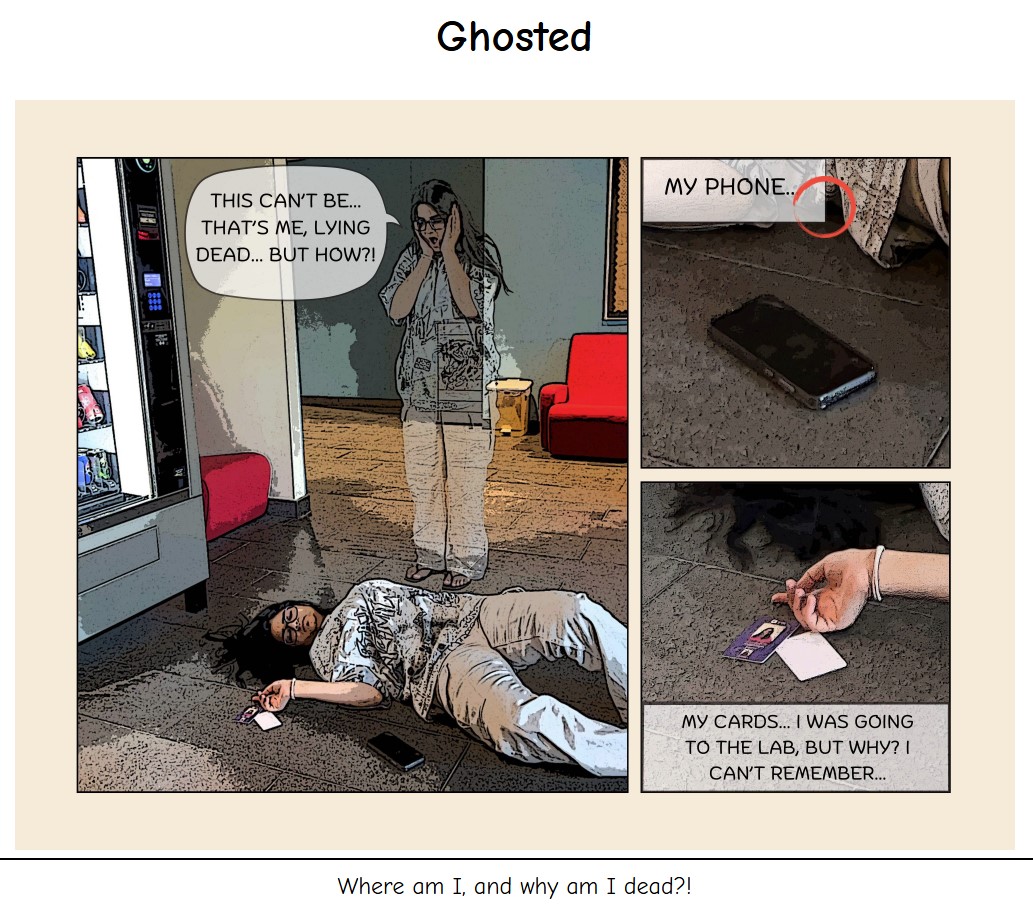 Ghosted
THIS CAN'T BE...
THAT'S ME, LYING
DEAD... BUT HOW?!
MY PHONE...
MY CARDS... I WAS GOING
TO THE LAB, BUT WHY? I
CAN'T REMEMBER...
Where am I, and why am I dead?!